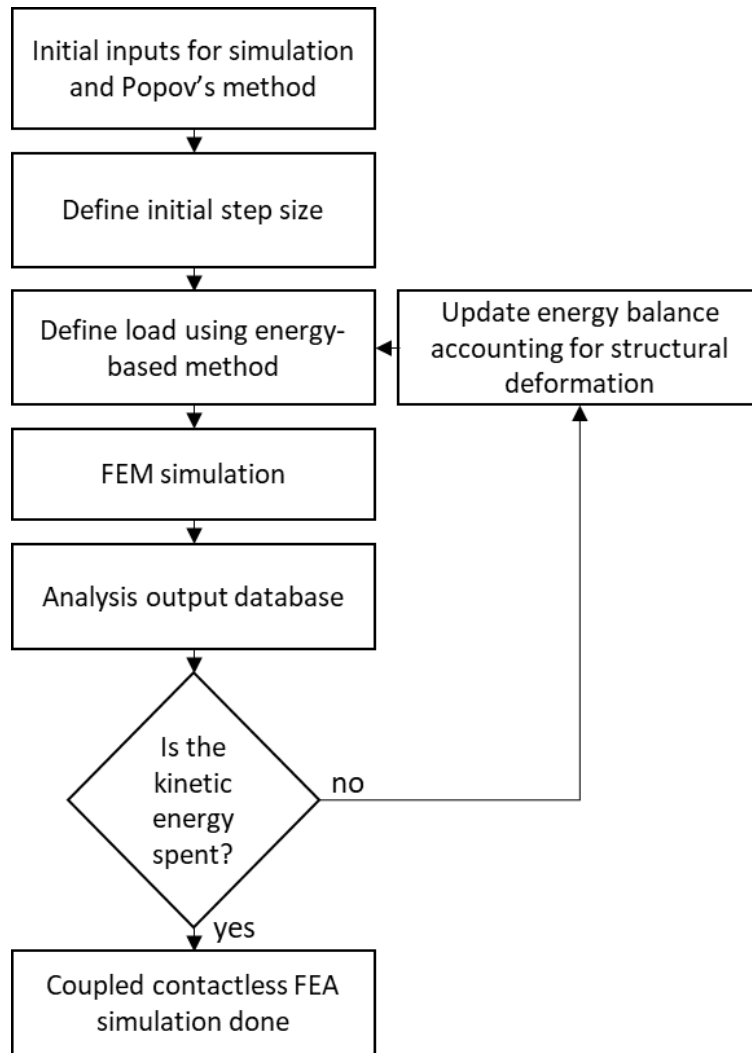 Initial inputs for simulation
and Popov's method
Define initial step size
Define load using energy-
based method
Update energy balance
accounting for structural
deformation
FEM simulation
Analysis output database
Is the
kinetic
energy
spent?
no
yes
Coupled contactless FEA
simulation done